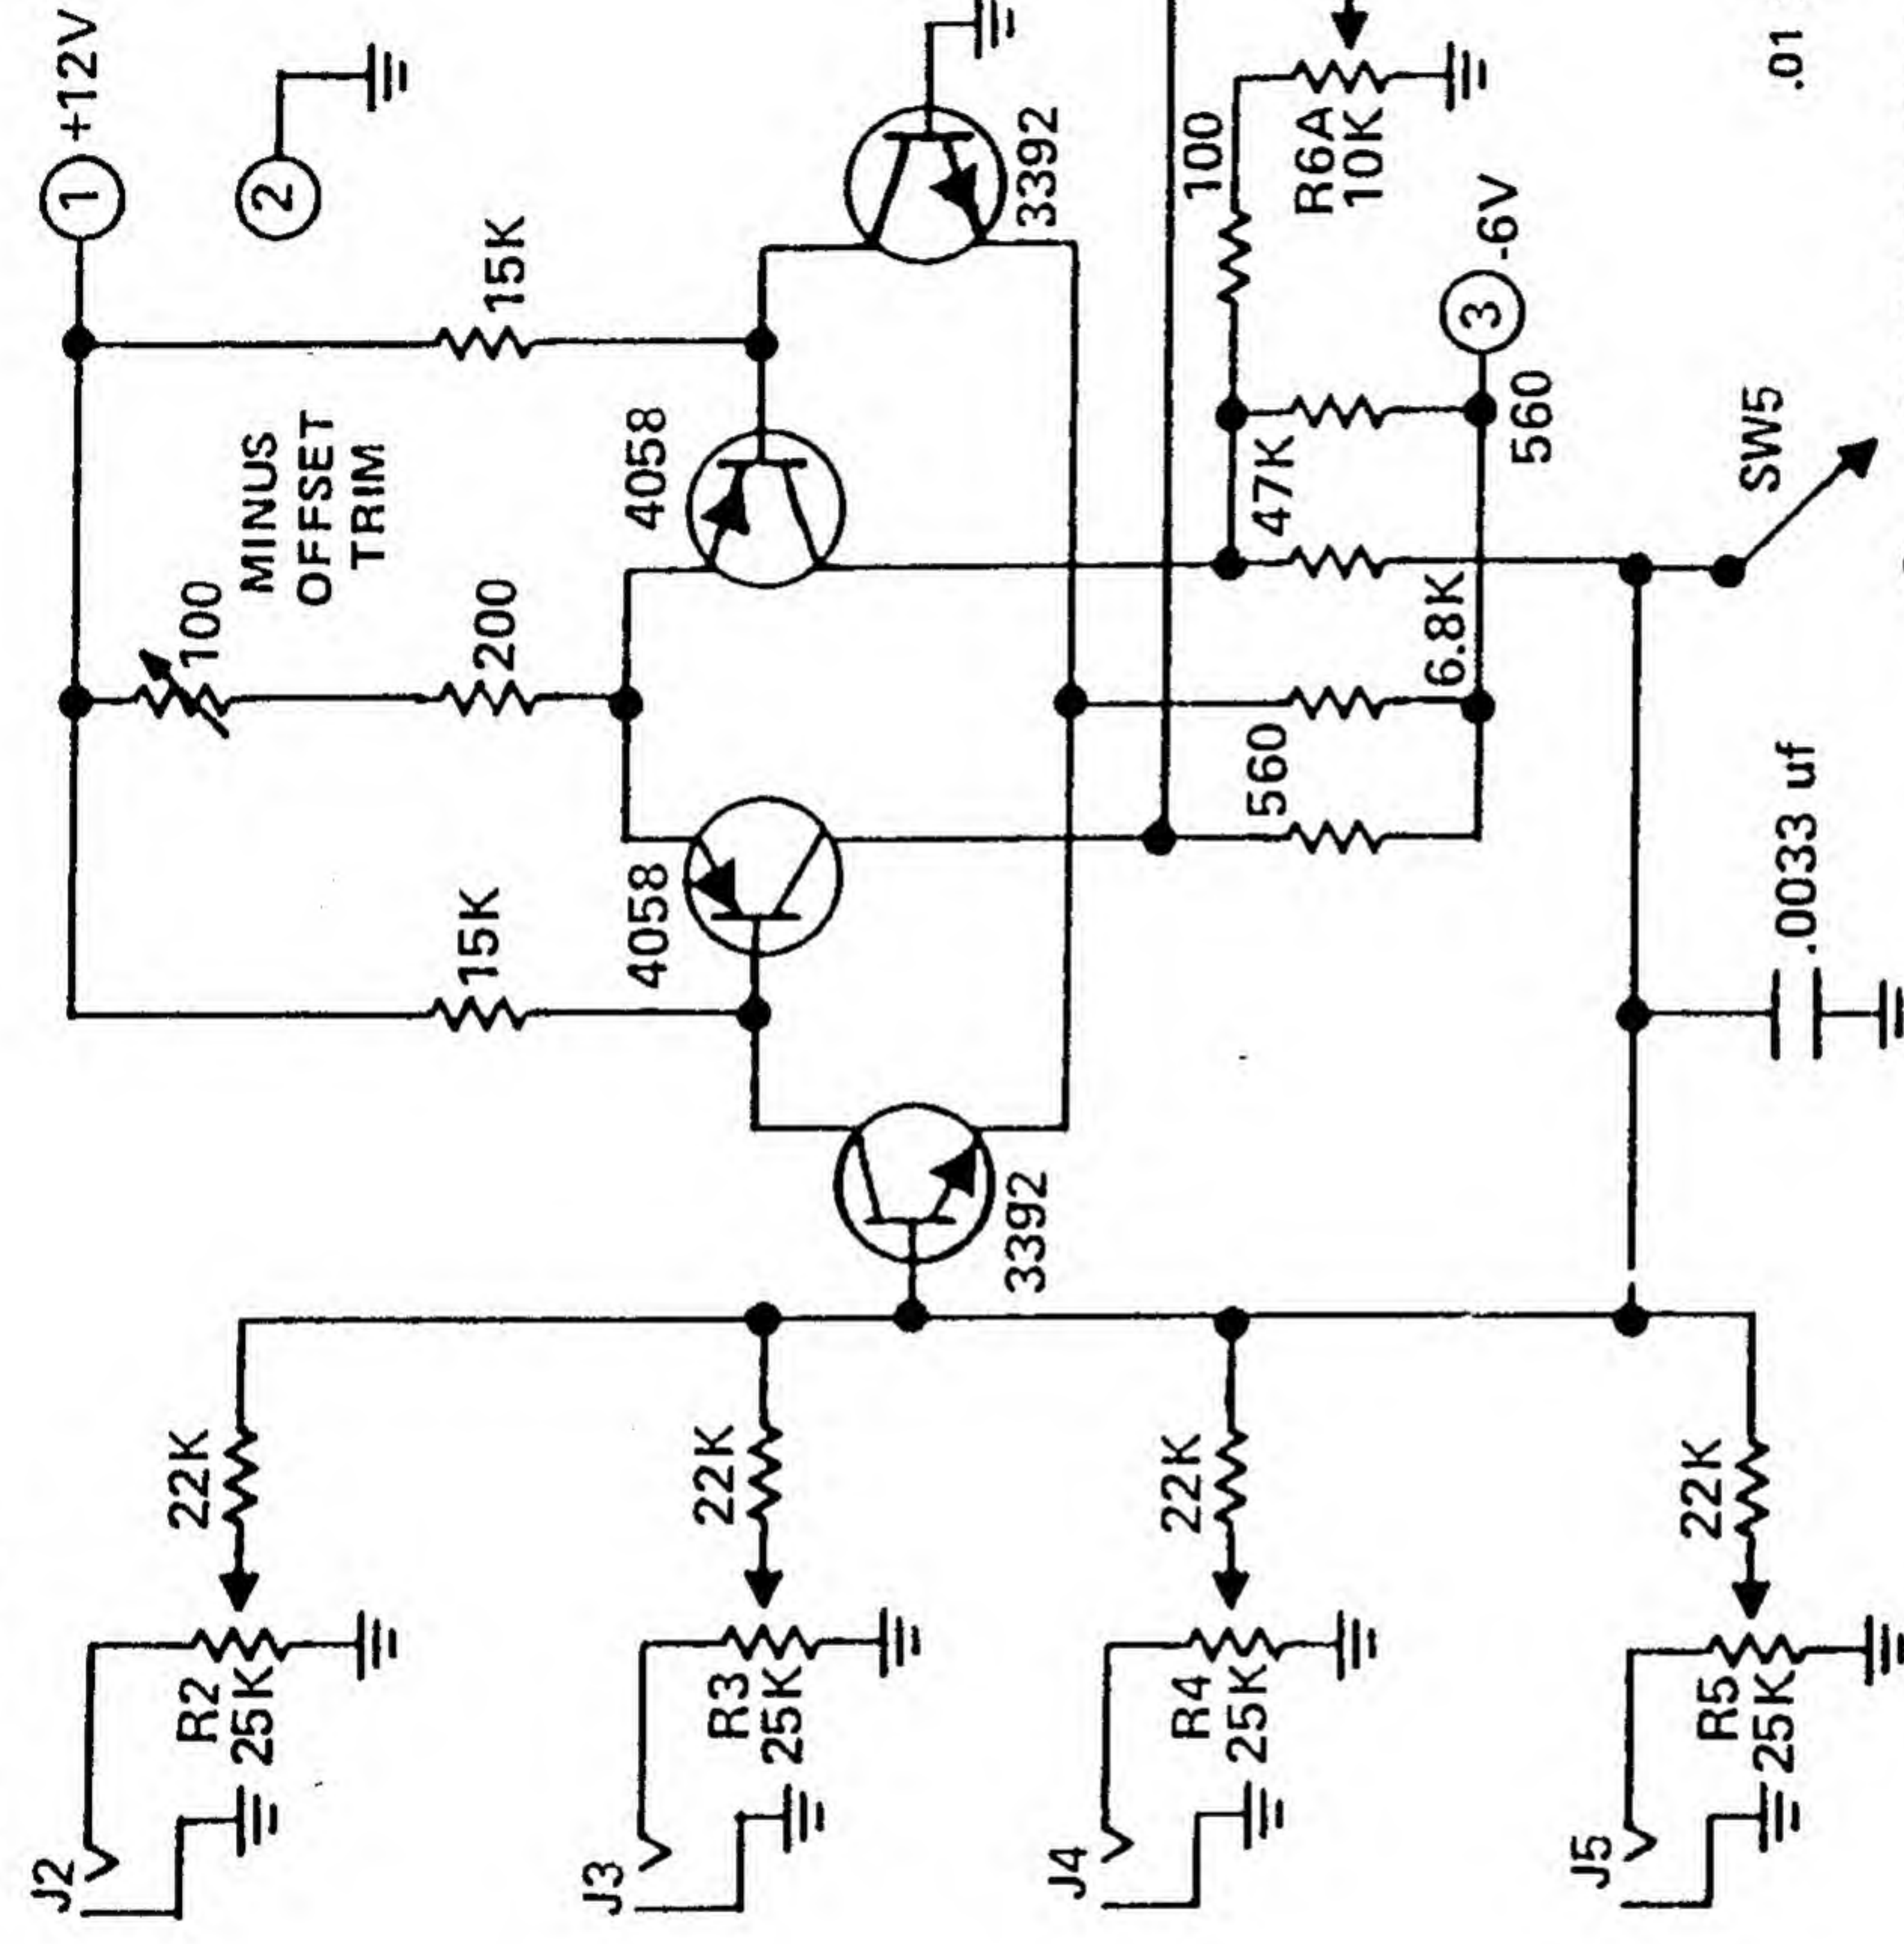 1 +12V
2
MINUS
OFFSET
TRIM
100
200
15K
15K
4058
4058
3392
3392
100
R6A
10K
47K
3 -6V
560
6.8K
560
SW5
.01
.0033 uf
22K
22K
22K
22K
R2
25K
R3
25K
R4
25K
R5
25K
J2
J3
J4
J5